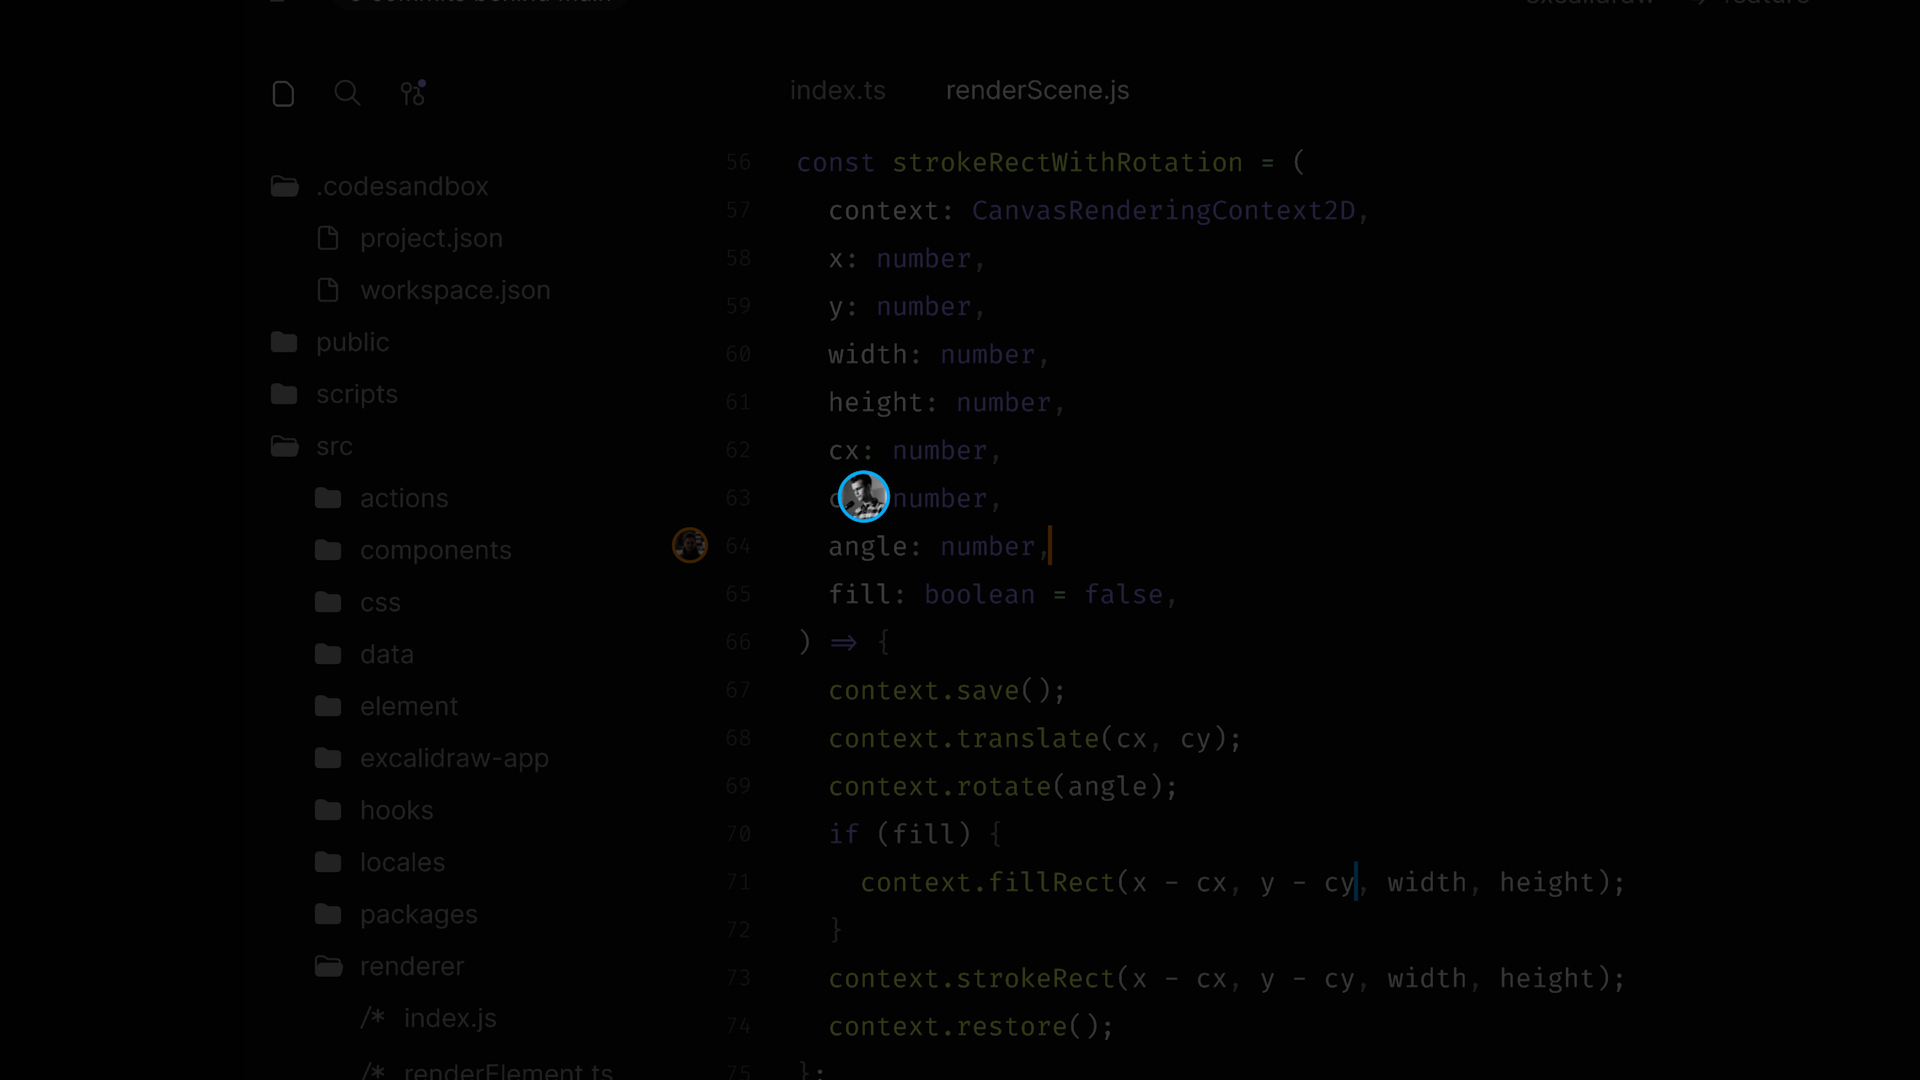 index.ts renderScene.js
.codesandbox
project.json
workspace.json
public
scripts
src
actions
components
css
data
element
excalidraw-app
hooks
locales
packages
renderer
/* index.js
/* renderElement.ts
56 const strokeRectWithRotation = (
57 context: CanvasRenderingContext2D,
58 x: number,
59 y: number,
60 width: number,
61 height: number,
62 cx: number,
63 number,
64 angle: number,
65 fill: boolean = false,
66 ) => {
67 context.save();
68 context.translate(cx, cy);
69 context.rotate(angle);
70 if (fill) {
71 context.fillRect(x - cx, y - cy, width, height);
72 }
73 context.strokeRect(x - cx, y - cy, width, height);
74 context.restore();
75 };